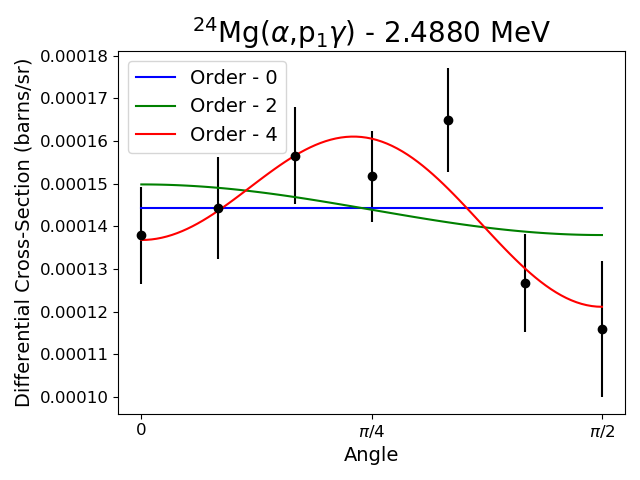 ²⁴Mg(α,p₁γ) - 2.4880 MeV
Differential Cross-Section (barns/sr)
0.00018
0.00017
0.00016
0.00015
0.00014
0.00013
0.00012
0.00011
0.00010
Order - 0
Order - 2
Order - 4
0
π/4
π/2
Angle